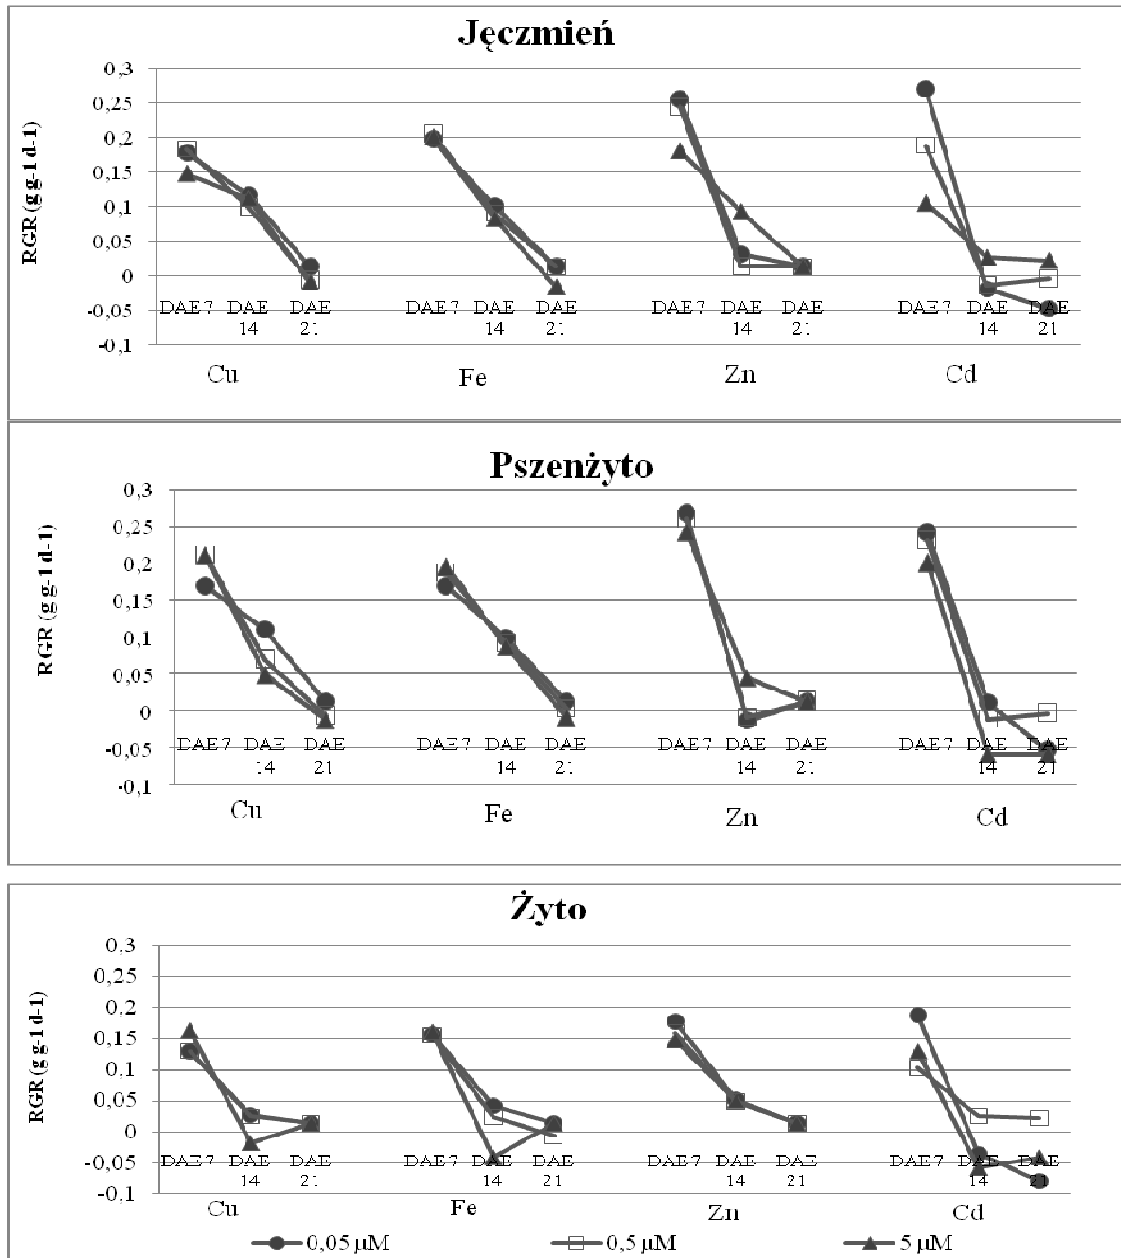 Jęczmień
RGR (g g-1 d-1)
0,3
0,25
0,2
0,15
0,1
0,05
0
-0,05
-0,1
DAE 7 DAE 14 DAE 21
DAE 7 DAE 14 DAE 21
DAE 7 DAE 14 DAE 21
DAE 7 DAE 14 DAE 21
Cu Fe Zn Cd
Pszenżyto
RGR (g g-1 d-1)
0,3
0,25
0,2
0,15
0,1
0,05
0
-0,05
-0,1
DAE 7 DAE 14 DAE 21
DAE 7 DAE 14 DAE 21
DAE 7 DAE 14 DAE 21
DAE 7 DAE 14 DAE 21
Cu Fe Zn Cd
Żyto
RGR (g g-1 d-1)
0,3
0,25
0,2
0,15
0,1
0,05
0
-0,05
-0,1
DAE 7 DAE 14 DAE 21
DAE 7 DAE 14 DAE 21
DAE 7 DAE 14 DAE 21
DAE 7 DAE 14 DAE 21
Cu Fe Zn Cd
0,05 µM 0,5 µM 5 µM